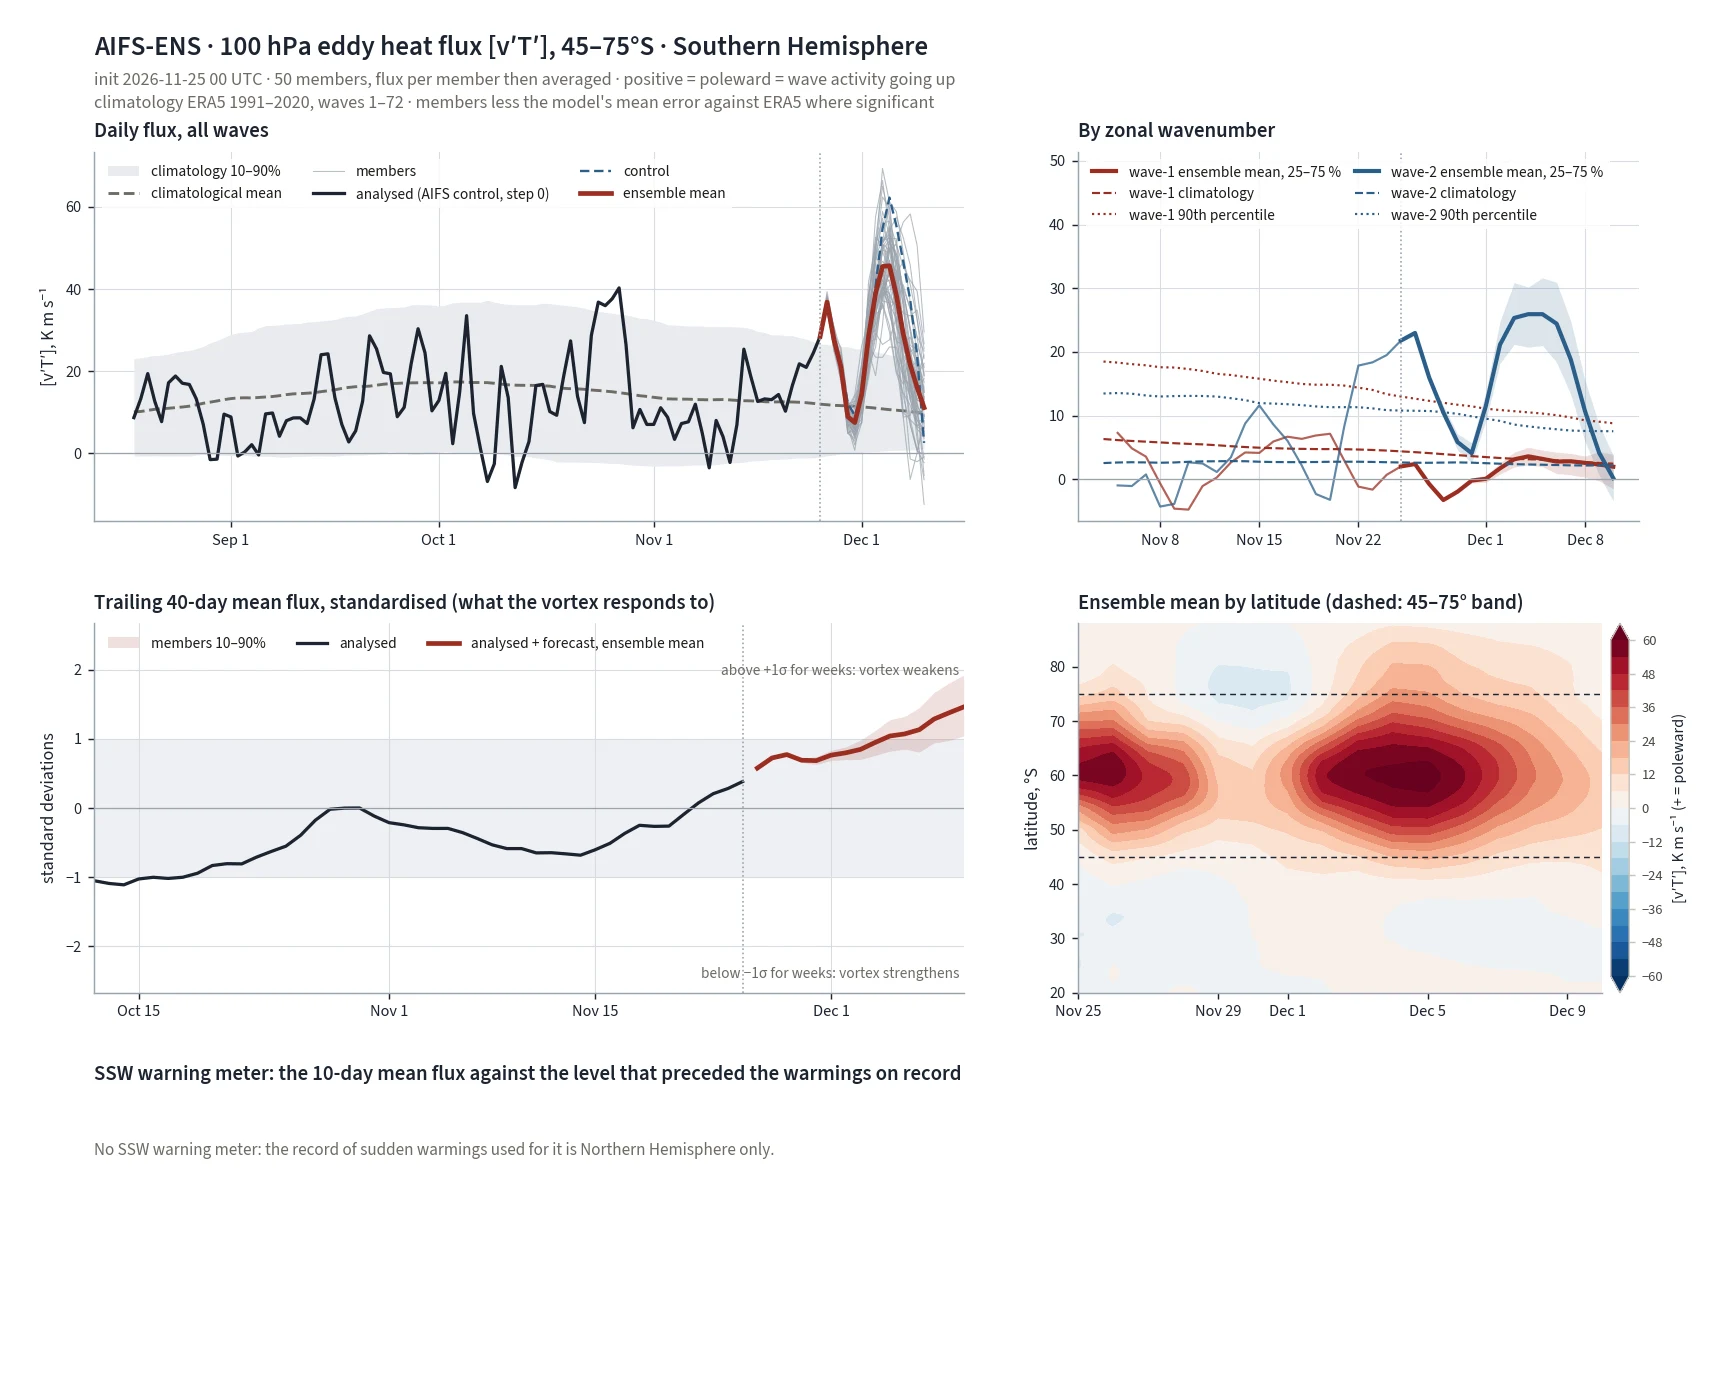 AIFS-ENS · 100 hPa eddy heat flux [v′T′], 45–75°S · Southern Hemisphere
init 2026-11-25 00 UTC · 50 members, flux per member then averaged · positive = poleward = wave activity going up
climatology ERA5 1991–2020, waves 1–72 · members less the model's mean error against ERA5 where significant
Daily flux, all waves
climatology 10–90%
members
control
climatological mean
analysed (AIFS control, step 0)
ensemble mean
[v′T′], K m s⁻¹
60
40
20
0
Sep 1
Oct 1
Nov 1
Dec 1
By zonal wavenumber
wave-1 ensemble mean, 25–75 %
wave-2 ensemble mean, 25–75 %
wave-1 climatology
wave-2 climatology
wave-1 90th percentile
wave-2 90th percentile
50
40
30
20
10
0
Nov 8
Nov 15
Nov 22
Dec 1
Dec 8
Trailing 40-day mean flux, standardised (what the vortex responds to)
members 10–90%
analysed
analysed + forecast, ensemble mean
above +1σ for weeks: vortex weakens
below −1σ for weeks: vortex strengthens
standard deviations
2
1
0
−1
−2
Oct 15
Nov 1
Nov 15
Dec 1
Ensemble mean by latitude (dashed: 45–75° band)
latitude, °S
80
70
60
50
40
30
20
Nov 25
Nov 29
Dec 1
Dec 5
Dec 9
60
48
36
24
12
0
−12
−24
−36
−48
−60
[v′T′], K m s⁻¹ (+ = poleward)
SSW warning meter: the 10-day mean flux against the level that preceded the warmings on record
No SSW warning meter: the record of sudden warmings used for it is Northern Hemisphere only.